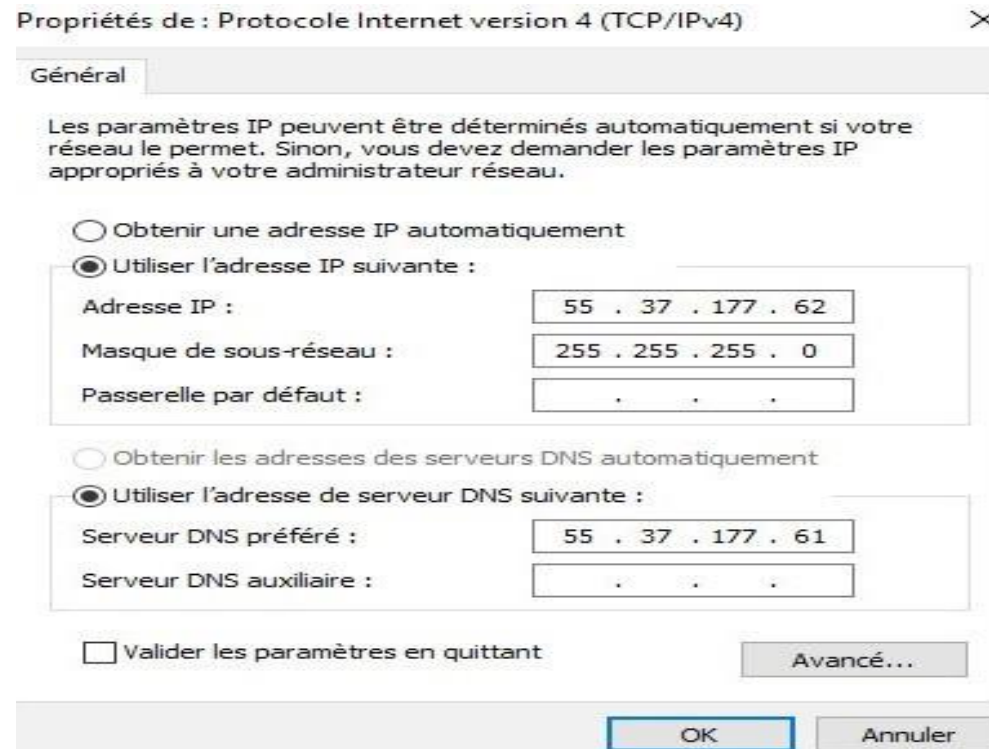 Propriétés de : Protocole Internet version 4 (TCP/IPv4)
Général
Les paramètres IP peuvent être déterminés automatiquement si votre
réseau le permet. Sinon, vous devez demander les paramètres IP
appropriés à votre administrateur réseau.
Obtenir une adresse IP automatiquement
Utiliser l'adresse IP suivante :
Adresse IP : 55 . 37 . 177 . 62
Masque de sous-réseau : 255 . 255 . 255 . 0
Passerelle par défaut : . . .
Obtenir les adresses des serveurs DNS automatiquement
Utiliser l'adresse de serveur DNS suivante :
Serveur DNS préféré : 55 . 37 . 177 . 61
Serveur DNS auxiliaire : . . .
Valider les paramètres en quittant Avancé...
OK Annuler